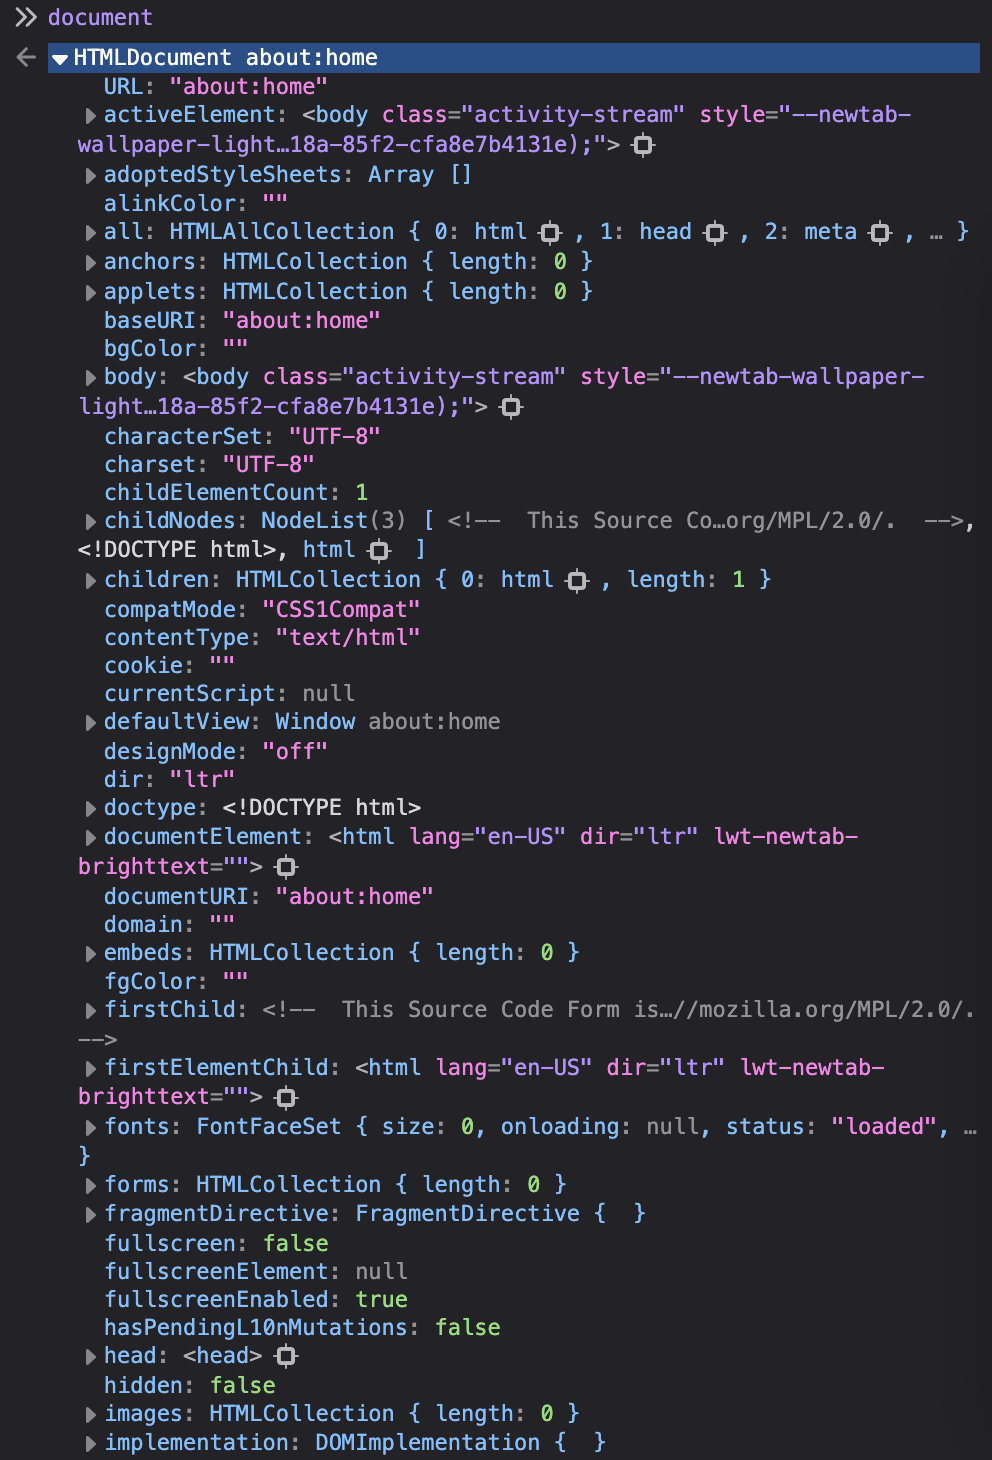 document
HTMLDocument about:home
URL: "about:home"
activeElement: <body class="activity-stream" style="--newtab-
wallpaper-light…18a-85f2-cfa8e7b4131e);">
adoptedStyleSheets: Array []
alinkColor: ""
all: HTMLAllCollection { 0: html , 1: head , 2: meta , … }
anchors: HTMLCollection { length: 0 }
applets: HTMLCollection { length: 0 }
baseURI: "about:home"
bgColor: ""
body: <body class="activity-stream" style="--newtab-wallpaper-
light…18a-85f2-cfa8e7b4131e);">
characterSet: "UTF-8"
charset: "UTF-8"
childElementCount: 1
childNodes: NodeList(3) [ <!--  This Source Co…org/MPL/2.0/.  -->,
<!DOCTYPE html>, html ]
children: HTMLCollection { 0: html , length: 1 }
compatMode: "CSS1Compat"
contentType: "text/html"
cookie: ""
currentScript: null
defaultView: Window about:home
designMode: "off"
dir: "ltr"
doctype: <!DOCTYPE html>
documentElement: <html lang="en-US" dir="ltr" lwt-newtab-
brighttext="">
documentURI: "about:home"
domain: ""
embeds: HTMLCollection { length: 0 }
fgColor: ""
firstChild: <!--  This Source Code Form is…//mozilla.org/MPL/2.0/.
-->
firstElementChild: <html lang="en-US" dir="ltr" lwt-newtab-
brighttext="">
fonts: FontFaceSet { size: 0, onloading: null, status: "loaded", …
}
forms: HTMLCollection { length: 0 }
fragmentDirective: FragmentDirective {  }
fullscreen: false
fullscreenElement: null
fullscreenEnabled: true
hasPendingL10nMutations: false
head: <head>
hidden: false
images: HTMLCollection { length: 0 }
implementation: DOMImplementation {  }